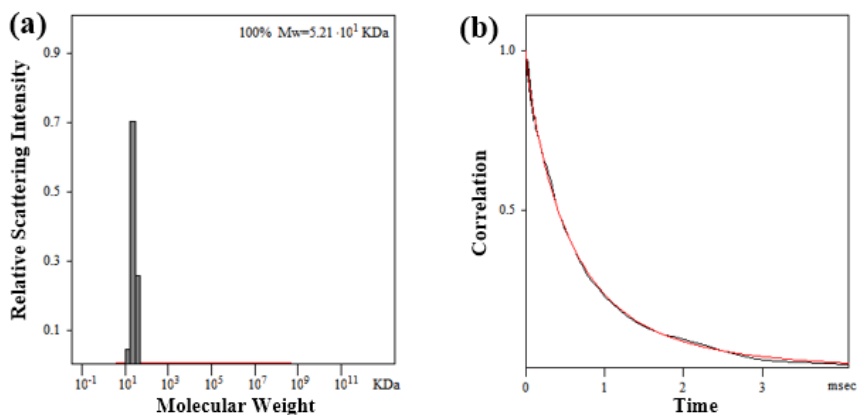 (a)
100% Mw=5.21·10¹ KDa
Relative Scattering Intensity
0.9
0.7
0.5
0.3
0.1
10⁻¹ 10¹ 10³ 10⁵ 10⁷ 10⁹ 10¹¹ KDa
Molecular Weight
(b)
Correlation
1.0
0.5
0 1 2 3 msec
Time